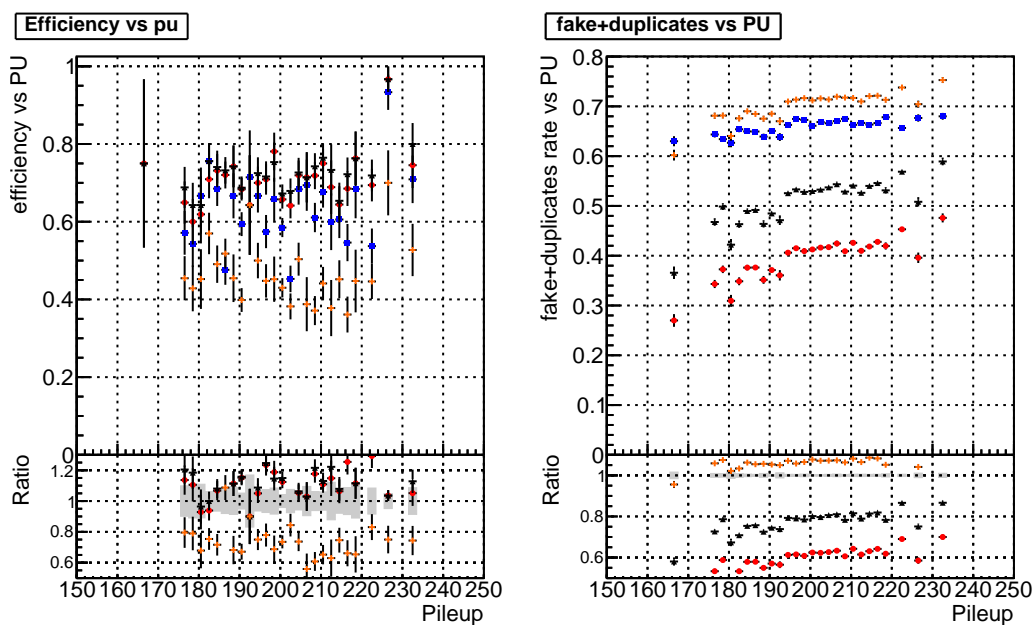 Efficiency vs pu
efficiency vs PU
1
0.8
0.6
0.4
0.2
0
Ratio
1.2
1
0.8
0.6
150 160 170 180 190 200 210 220 230 240 250
Pileup
fake+duplicates vs PU
fake+duplicates rate vs PU
0.8
0.7
0.6
0.5
0.4
0.3
0.2
0.1
0
Ratio
1
0.8
0.6
150 160 170 180 190 200 210 220 230 240 250
Pileup